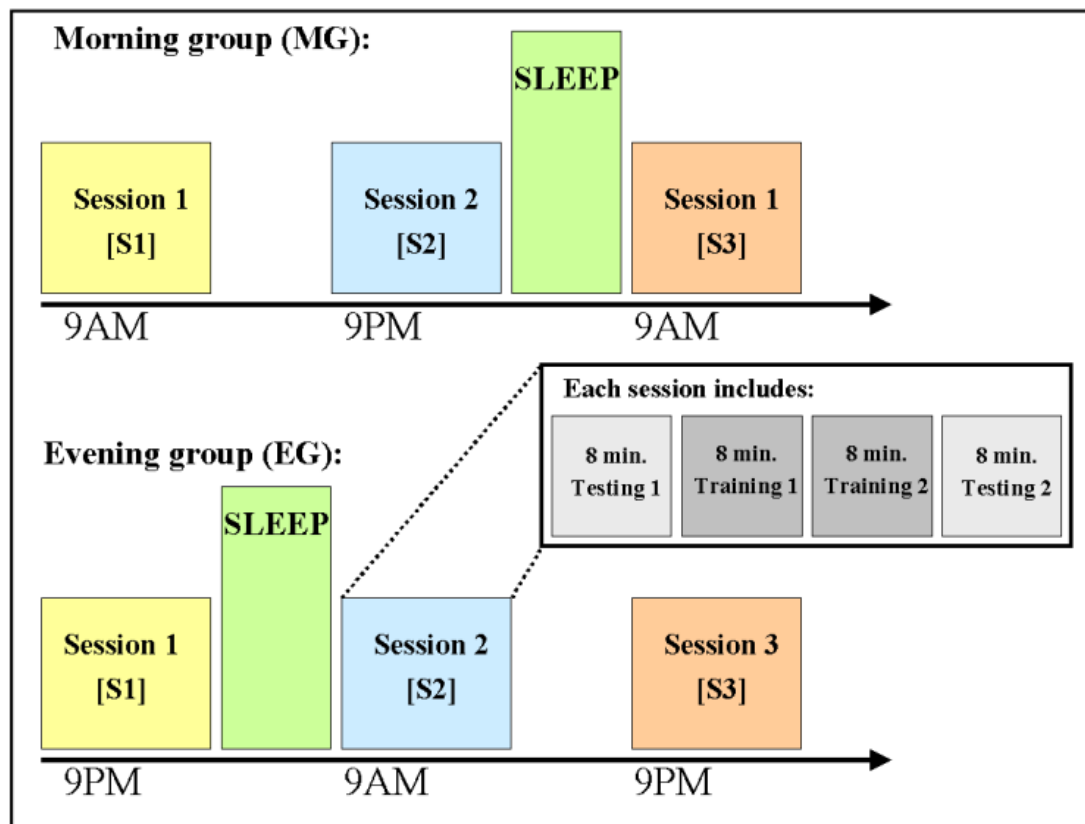 Morning group (MG):
SLEEP
Session 1
[S1]
Session 2
[S2]
Session 1
[S3]
9AM
9PM
9AM
Each session includes:
8 min.
Testing 1
8 min.
Training 1
8 min.
Training 2
8 min.
Testing 2
Evening group (EG):
SLEEP
Session 1
[S1]
Session 2
[S2]
Session 3
[S3]
9PM
9AM
9PM